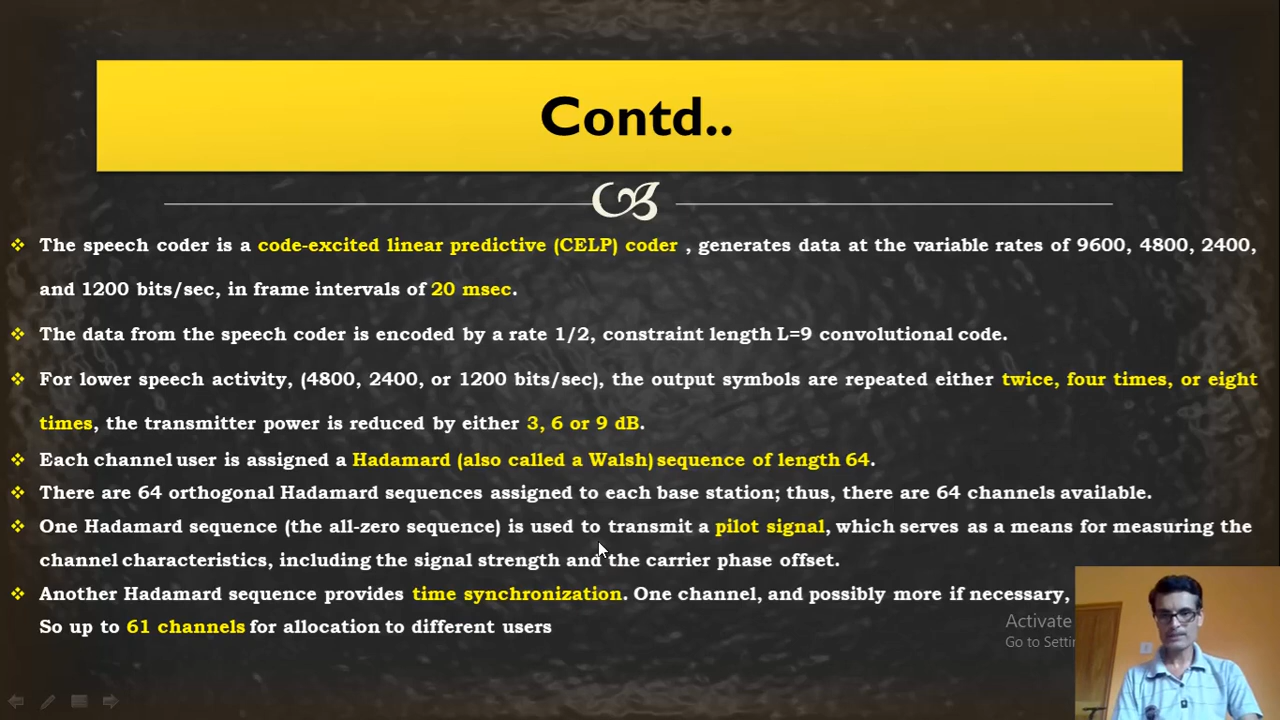 Contd..
The speech coder is a code-excited linear predictive (CELP) coder , generates data at the variable rates of 9600, 4800, 2400,
and 1200 bits/sec, in frame intervals of 20 msec.
The data from the speech coder is encoded by a rate 1/2, constraint length L=9 convolutional code.
For lower speech activity, (4800, 2400, or 1200 bits/sec), the output symbols are repeated either twice, four times, or eight
times, the transmitter power is reduced by either 3, 6 or 9 dB.
Each channel user is assigned a Hadamard (also called a Walsh) sequence of length 64.
There are 64 orthogonal Hadamard sequences assigned to each base station; thus, there are 64 channels available.
One Hadamard sequence (the all-zero sequence) is used to transmit a pilot signal, which serves as a means for measuring the
channel characteristics, including the signal strength and the carrier phase offset.
Another Hadamard sequence provides time synchronization. One channel, and possibly more if necessary,
So up to 61 channels for allocation to different users
Activate
Go to